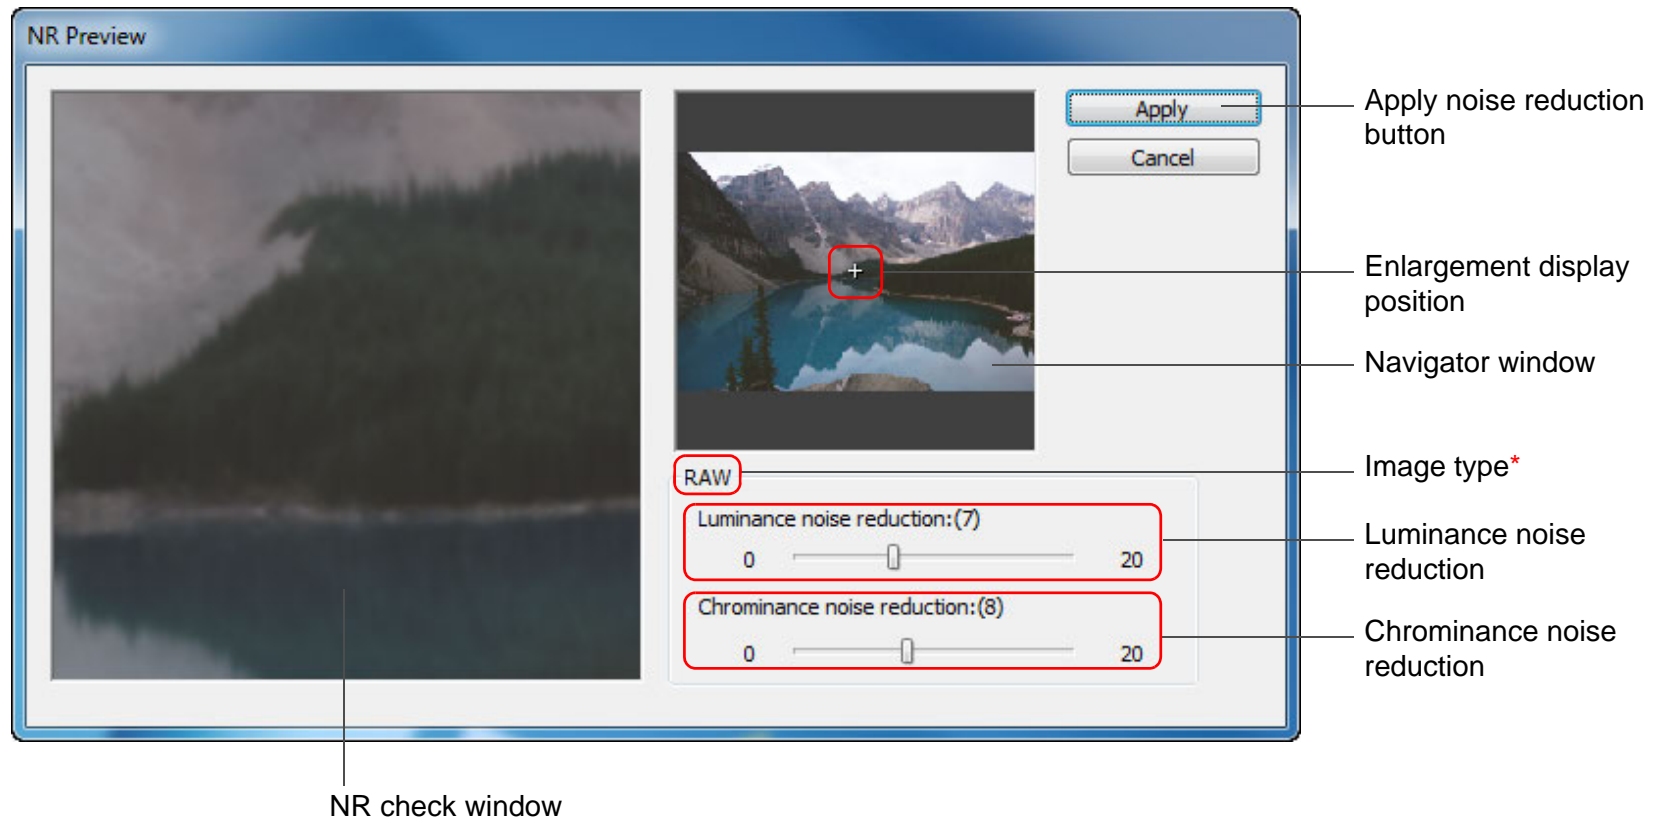 NR Preview
Apply
Cancel
Apply noise reduction
button
Enlargement display
position
Navigator window
RAW
Image type*
Luminance noise reduction:(7)
0 20
Luminance noise
reduction
Chrominance noise reduction:(8)
0 20
Chrominance noise
reduction
NR check window